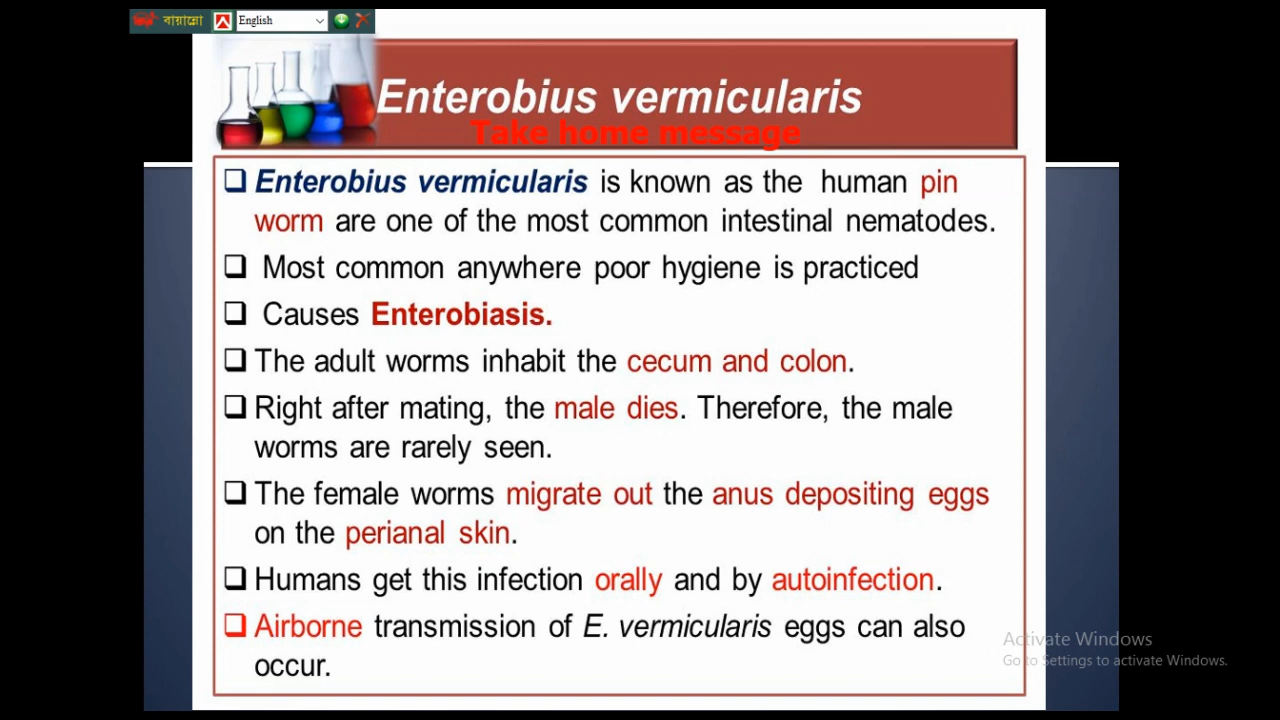 বায়ান্নো English
Enterobius vermicularis
Take home message
Enterobius vermicularis is known as the human pin
worm are one of the most common intestinal nematodes.
Most common anywhere poor hygiene is practiced
Causes Enterobiasis.
The adult worms inhabit the cecum and colon.
Right after mating, the male dies. Therefore, the male
worms are rarely seen.
The female worms migrate out the anus depositing eggs
on the perianal skin.
Humans get this infection orally and by autoinfection.
Airborne transmission of E. vermicularis eggs can also
occur.
Activate Windows
Go to Settings to activate Windows.